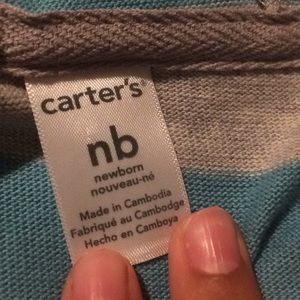 carter's®
nb
newborn
nouveau-né
Made in Cambodia
Fabriqué au Cambodge
Hecho en Camboya